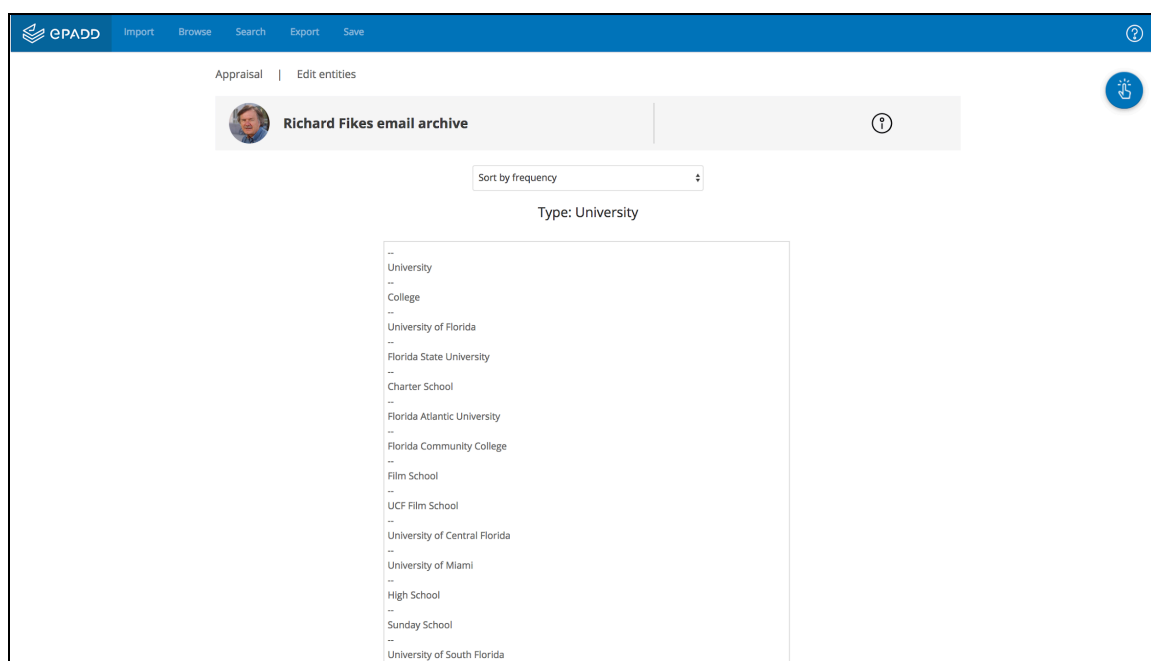 ePADD Import Browse Search Export Save
Appraisal | Edit entities
Richard Fikes email archive
Sort by frequency
Type: University
--
University
--
College
--
University of Florida
--
Florida State University
--
Charter School
--
Florida Atlantic University
--
Florida Community College
--
Film School
--
UCF Film School
--
University of Central Florida
--
University of Miami
--
High School
--
Sunday School
--
University of South Florida